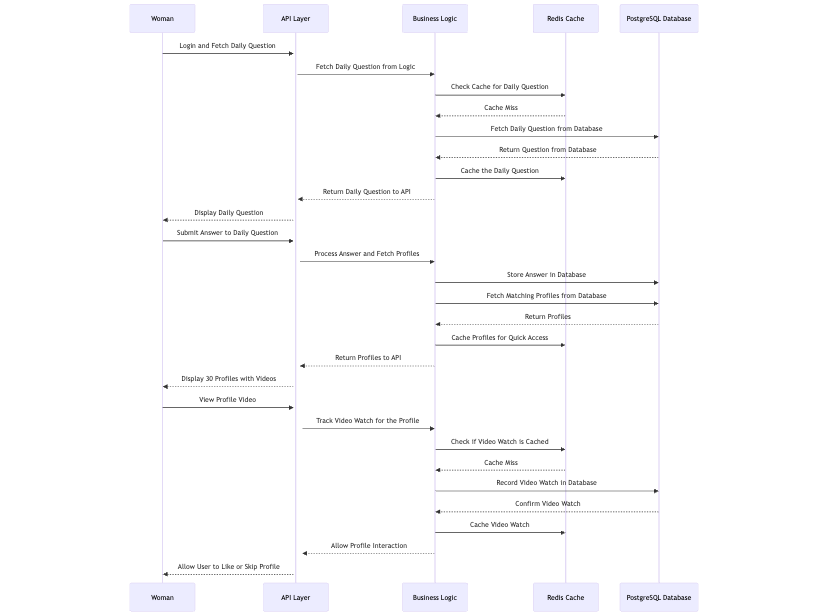 Woman API Layer Business Logic Redis Cache PostgreSQL Database
Login and Fetch Daily Question
Fetch Daily Question from Logic
Check Cache for Daily Question
Cache Miss
Fetch Daily Question from Database
Return Question from Database
Cache the Daily Question
Return Daily Question to API
Display Daily Question
Submit Answer to Daily Question
Process Answer and Fetch Profiles
Store Answer in Database
Fetch Matching Profiles from Database
Return Profiles
Cache Profiles for Quick Access
Return Profiles to API
Display 30 Profiles with Videos
View Profile Video
Track Video Watch for the Profile
Check if Video Watch is Cached
Cache Miss
Record Video Watch in Database
Confirm Video Watch
Cache Video Watch
Allow Profile Interaction
Allow User to Like or Skip Profile
Woman API Layer Business Logic Redis Cache PostgreSQL Database